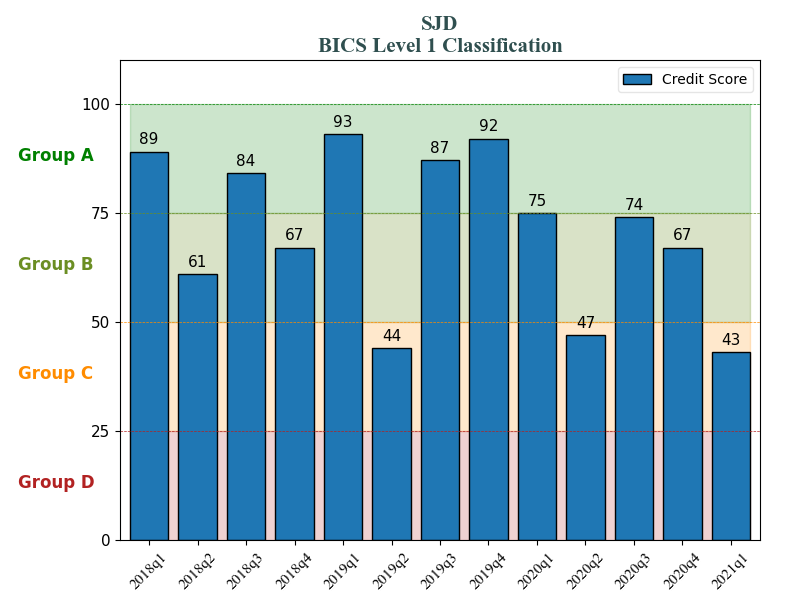 SJD
BICS Level 1 Classification
Credit Score
100
75
50
25
0
Group A
Group B
Group C
Group D
89
61
84
67
93
44
87
92
75
47
74
67
43
2018q1
2018q2
2018q3
2018q4
2019q1
2019q2
2019q3
2019q4
2020q1
2020q2
2020q3
2020q4
2021q1